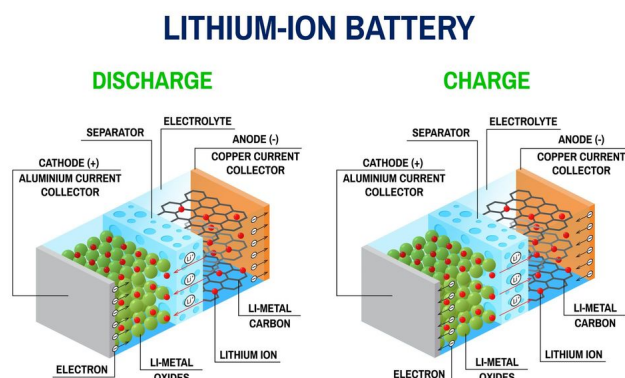 LITHIUM-ION BATTERY
DISCHARGE
ELECTROLYTE
SEPARATOR
ANODE (-)
COPPER CURRENT
COLLECTOR
CATHODE (+)
ALUMINIUM CURRENT
COLLECTOR
LI-METAL
CARBON
LITHIUM ION
ELECTRON
LI-METAL
OXIDES
CHARGE
ELECTROLYTE
SEPARATOR
ANODE (-)
COPPER CURRENT
COLLECTOR
CATHODE (+)
ALUMINIUM CURRENT
COLLECTOR
LI-METAL
CARBON
LITHIUM ION
ELECTRON
LI-METAL
OXIDES